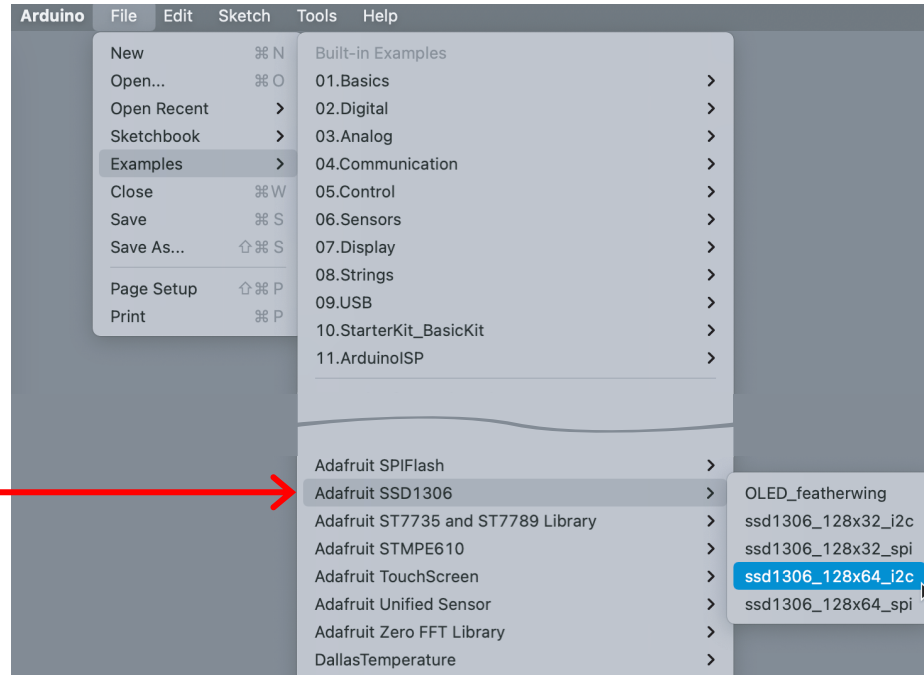 Arduino File Edit Sketch Tools Help
New ⌘ N
Open... ⌘ O
Open Recent
Sketchbook
Examples
Close ⌘ W
Save ⌘ S
Save As... ⇧ ⌘ S
Page Setup ⇧ ⌘ P
Print ⌘ P
Built-in Examples
01.Basics
02.Digital
03.Analog
04.Communication
05.Control
06.Sensors
07.Display
08.Strings
09.USB
10.StarterKit_BasicKit
11.ArduinoISP
Adafruit SPIFlash
Adafruit SSD1306
Adafruit ST7735 and ST7789 Library
Adafruit STMPE610
Adafruit TouchScreen
Adafruit Unified Sensor
Adafruit Zero FFT Library
DallasTemperature
OLED_featherwing
ssd1306_128x32_i2c
ssd1306_128x32_spi
ssd1306_128x64_i2c
ssd1306_128x64_spi